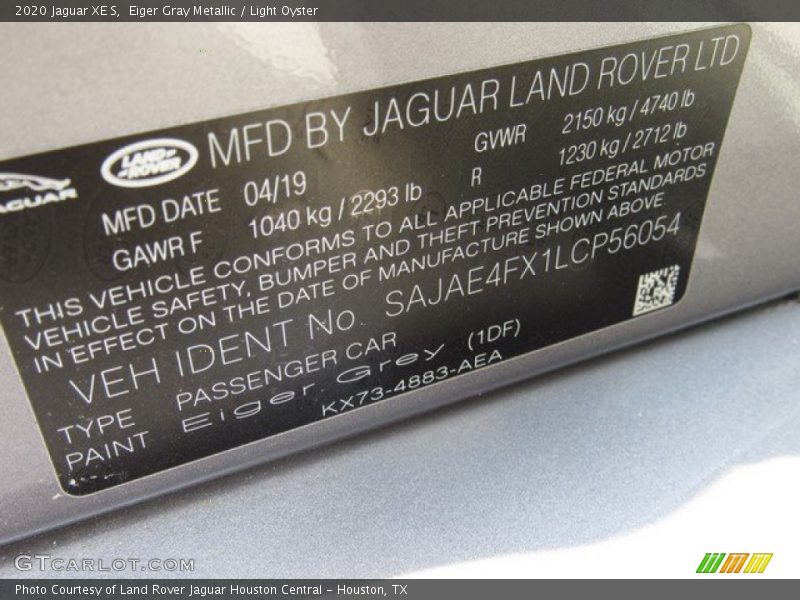 2020 Jaguar XE S, Eiger Gray Metallic / Light Oyster
JAGUAR
LAND ROVER
MFD BY JAGUAR LAND ROVER LTD
MFD DATE 04/19 GVWR 2150 kg / 4740 lb
GAWR F 1040 kg / 2293 lb R 1230 kg / 2712 lb
THIS VEHICLE CONFORMS TO ALL APPLICABLE FEDERAL MOTOR
VEHICLE SAFETY, BUMPER AND THEFT PREVENTION STANDARDS
IN EFFECT ON THE DATE OF MANUFACTURE SHOWN ABOVE
VEH IDENT No. SAJAE4FX1LCP56054
TYPE PASSENGER CAR
PAINT Eiger Grey (1DF)
KX73-4883-AEA
GTCARLOT.COM
Photo Courtesy of Land Rover Jaguar Houston Central - Houston, TX